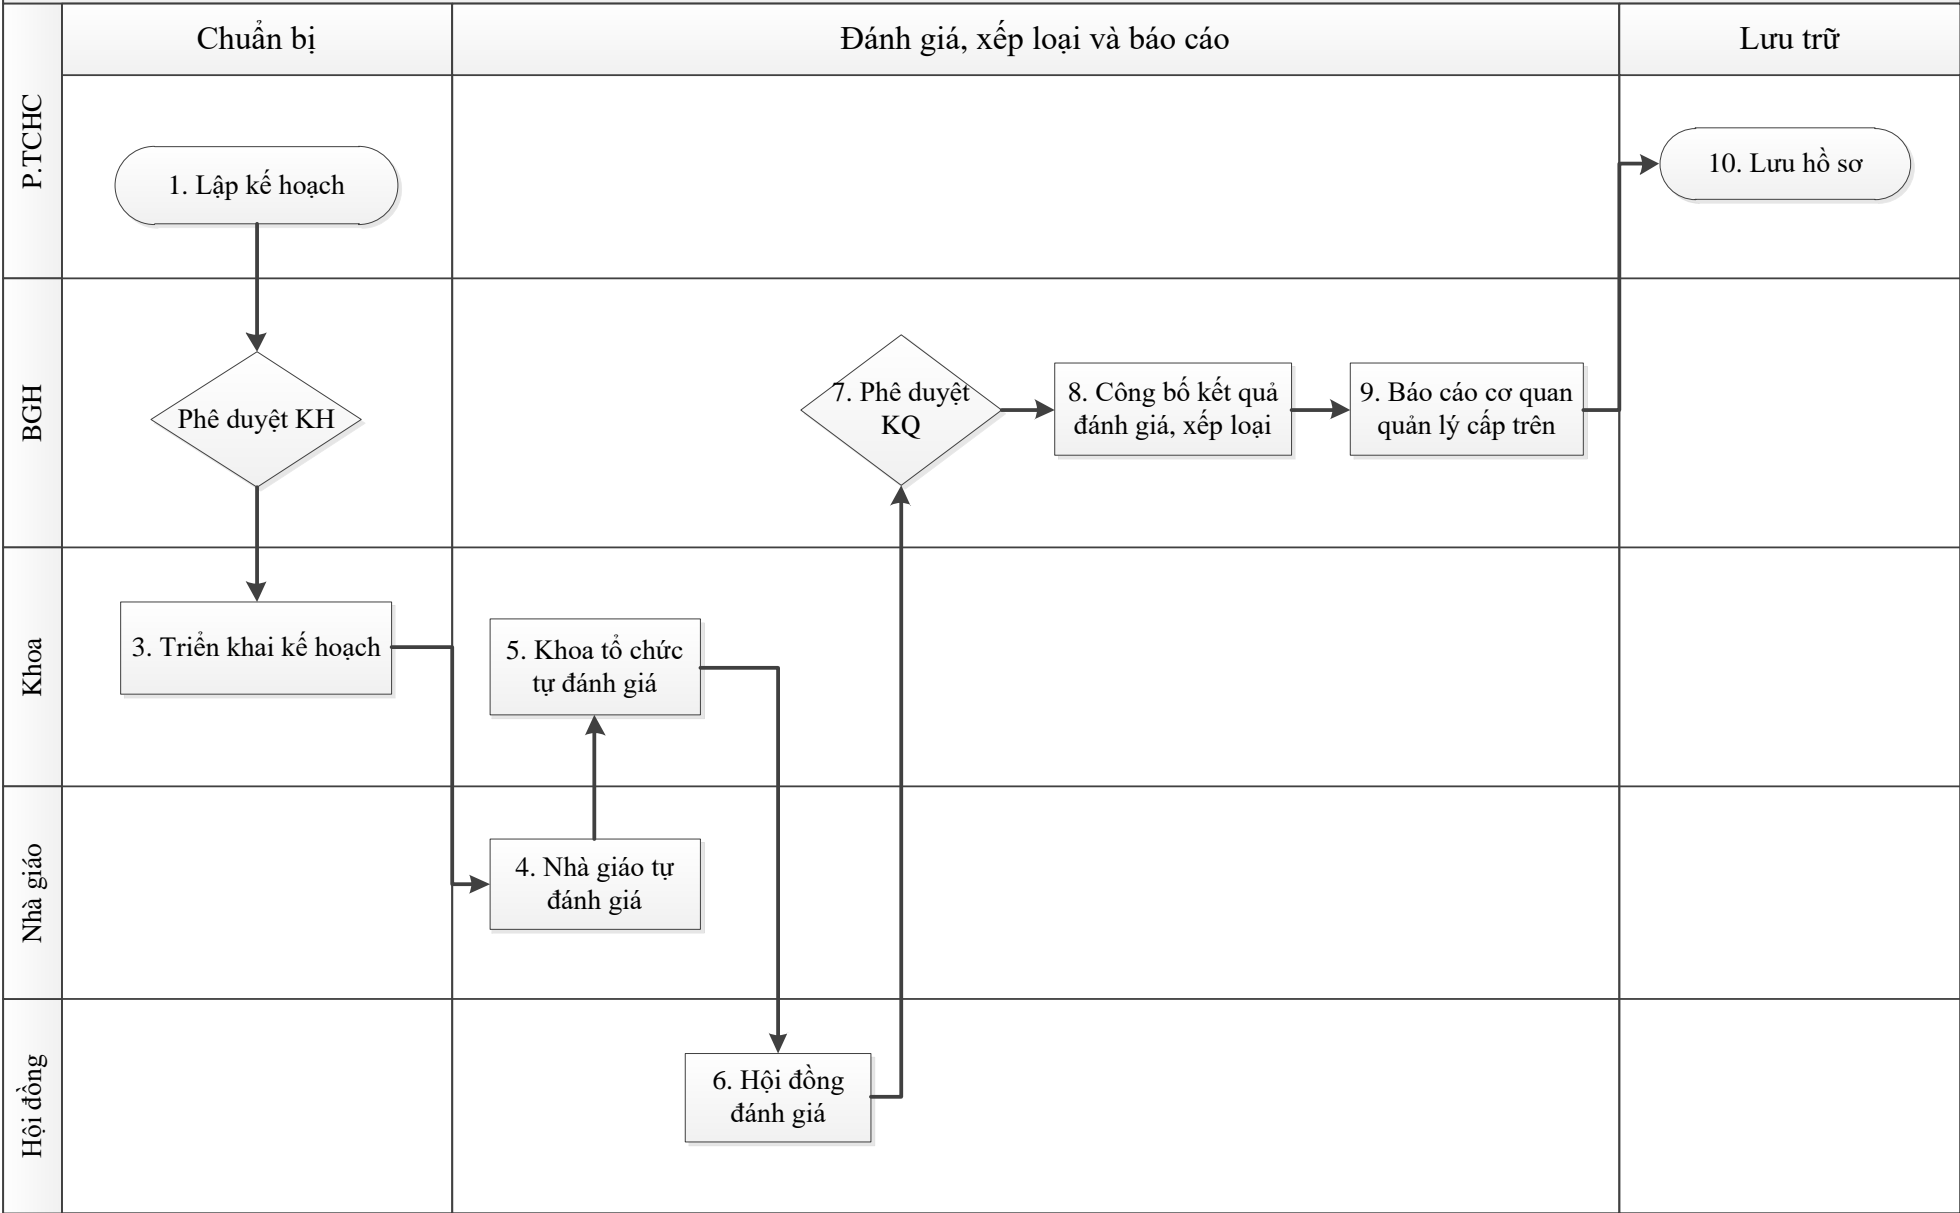 Chuẩn bị
Đánh giá, xếp loại và báo cáo
Lưu trữ
P.TCHC
1. Lập kế hoạch
10. Lưu hồ sơ
BGH
Phê duyệt KH
7. Phê duyệt
KQ
8. Công bố kết quả
đánh giá, xếp loại
9. Báo cáo cơ quan
quản lý cấp trên
Khoa
3. Triển khai kế hoạch
5. Khoa tổ chức
tự đánh giá
Nhà giáo
4. Nhà giáo tự
đánh giá
Hội đồng
6. Hội đồng
đánh giá